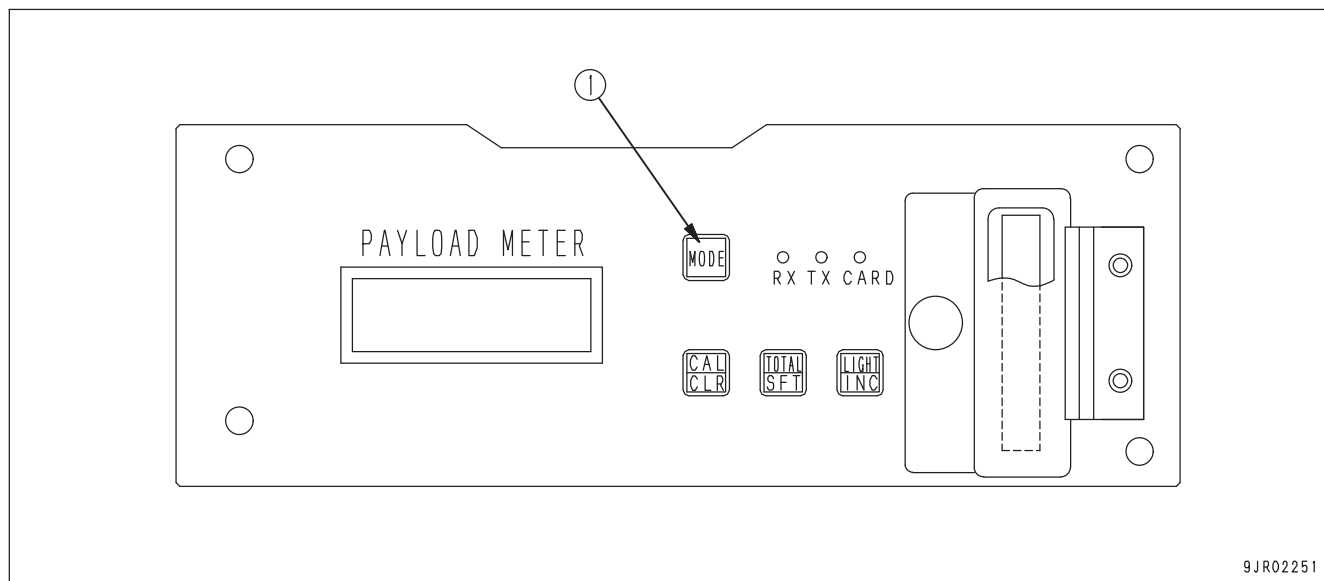 ①
PAYLOAD METER
MODE
RX TX CARD
CAL
CLR
TOTAL
SFT
LIGHT
INC
9JR02251